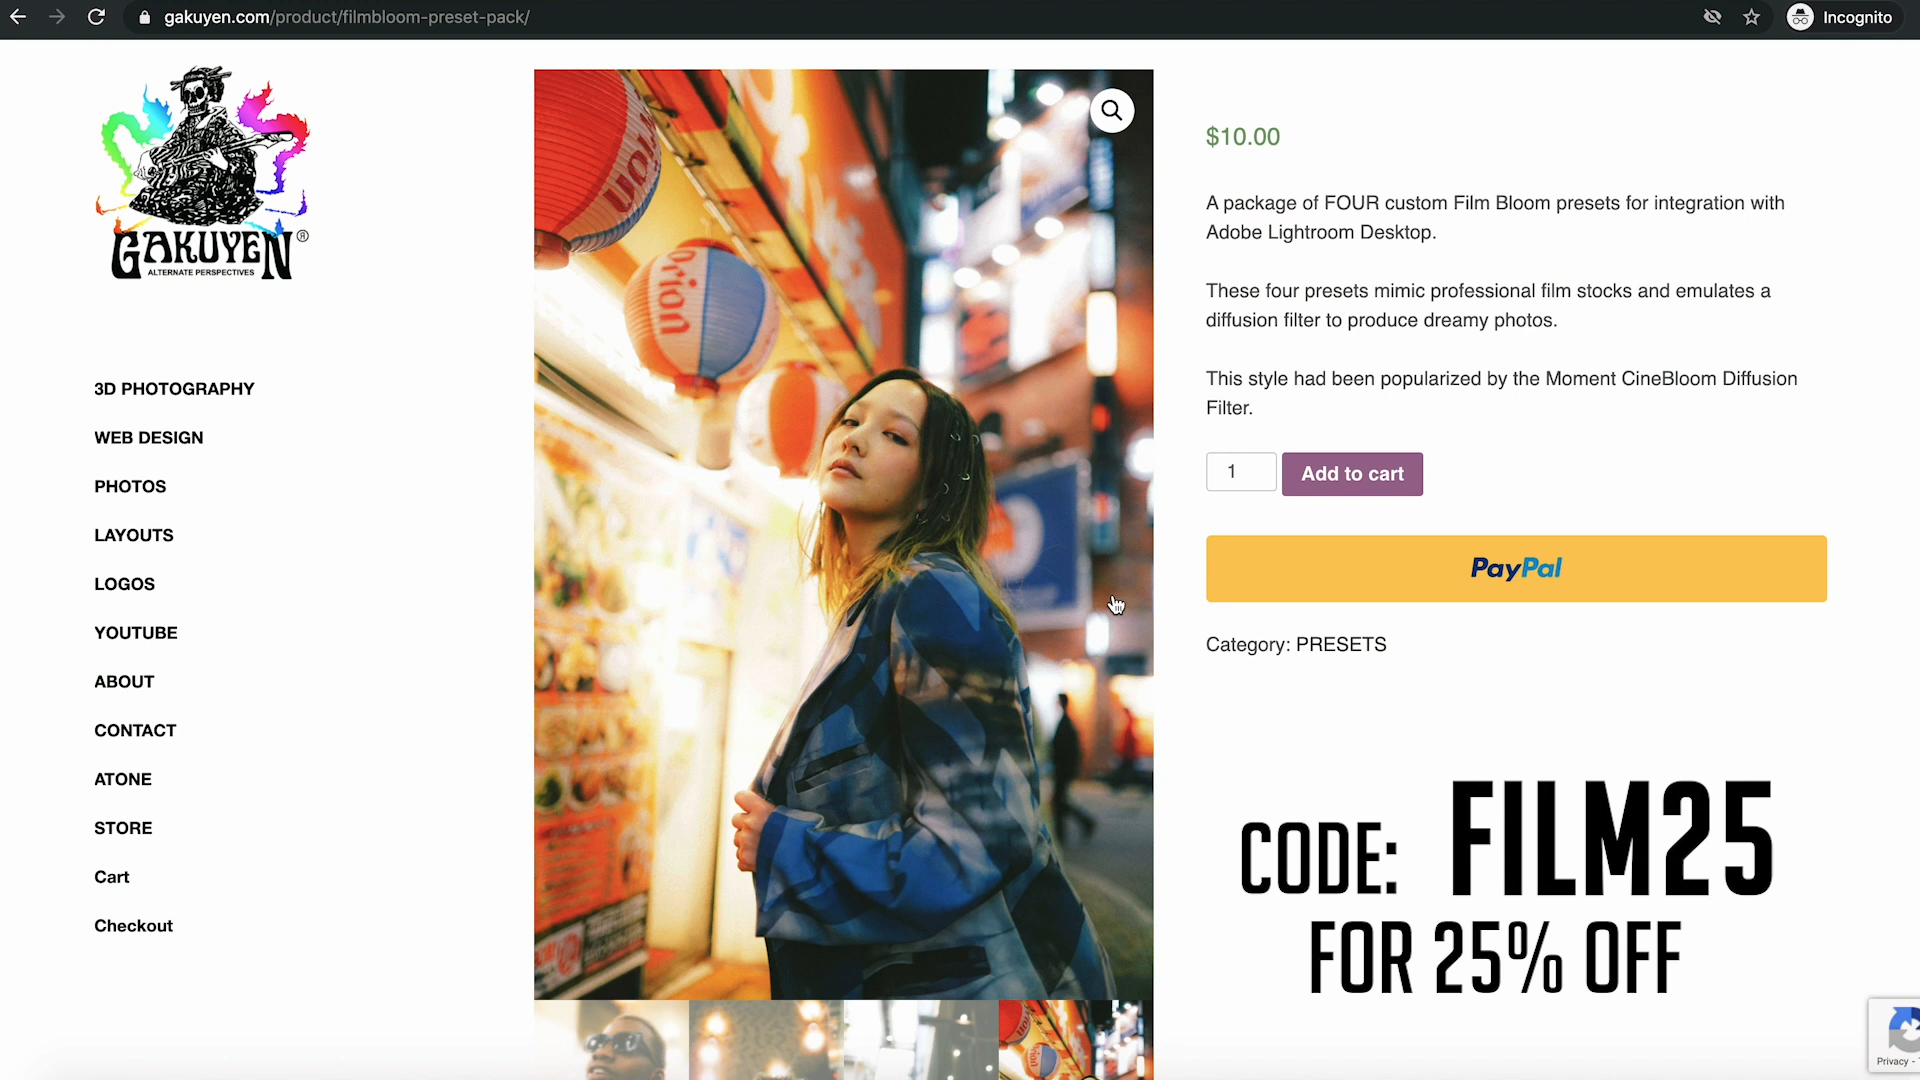 gakuyen.com/product/filmbloom-preset-pack/
Incognito
GAKUYEN®
ALTERNATE PERSPECTIVES
3D PHOTOGRAPHY
WEB DESIGN
PHOTOS
LAYOUTS
LOGOS
YOUTUBE
ABOUT
CONTACT
ATONE
STORE
Cart
Checkout
Orion
Orion
$10.00
A package of FOUR custom Film Bloom presets for integration with
Adobe Lightroom Desktop.
These four presets mimic professional film stocks and emulates a
diffusion filter to produce dreamy photos.
This style had been popularized by the Moment CineBloom Diffusion
Filter.
1
Add to cart
PayPal
Category: PRESETS
CODE: FILM25
FOR 25% OFF
Orion
Privacy -